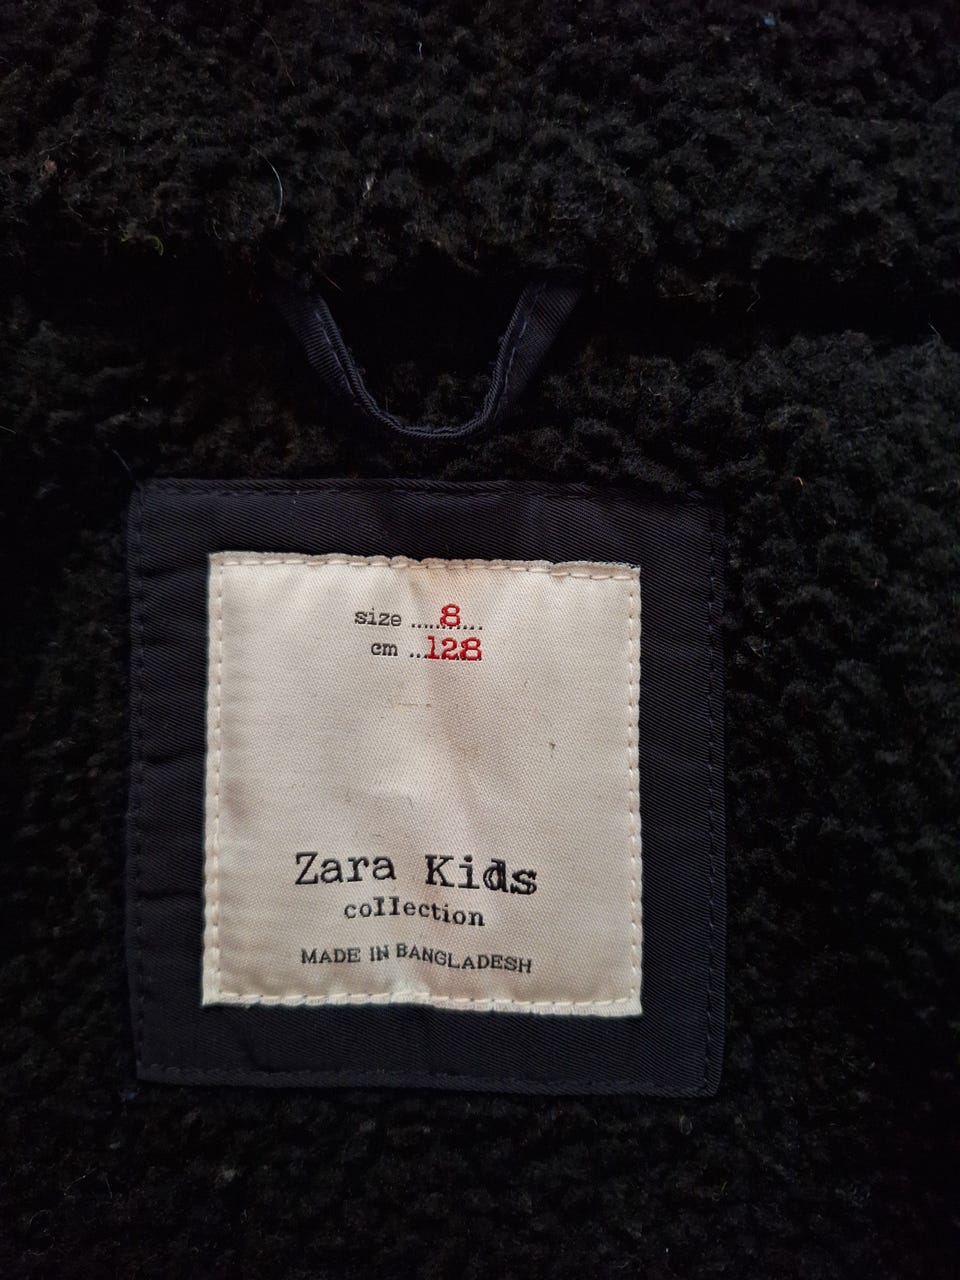 size ....8....
cm ...128
Zara Kids
collection
MADE IN BANGLADESH